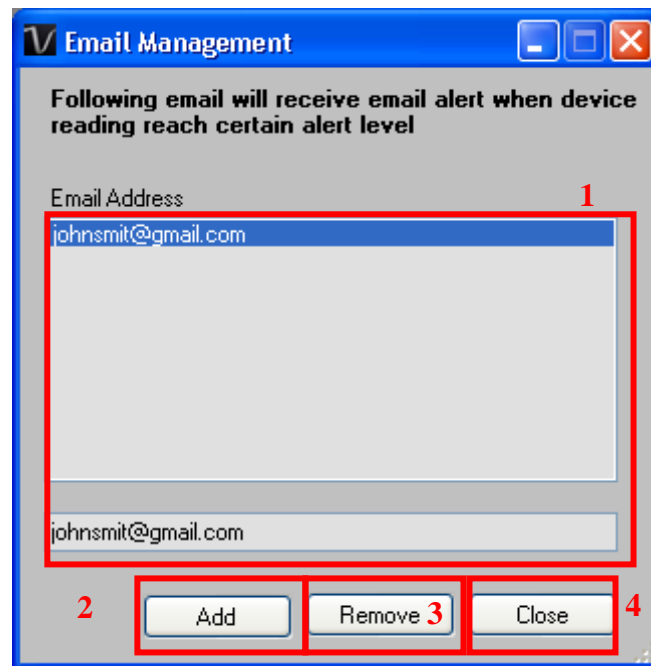 Email Management
Following email will receive email alert when device
reading reach certain alert level
Email Address
1
johnsmit@gmail.com
johnsmit@gmail.com
2
Add
Remove
3
Close
4